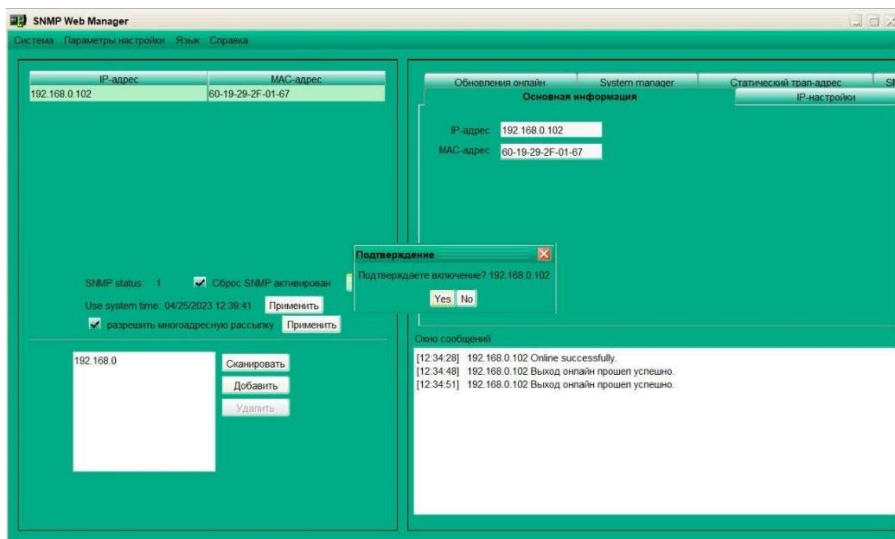 SNMP Web Manager
Система Параметры настройки Язык Справка
IP-адрес MAC-адрес
192.168.0.102 60-19-29-2F-01-67
SNMP status: 1 Сброс SNMP активирован
Use system time: 04/25/2023 12:39:41 Применить
разрешить многоадресную рассылку Применить
192.168.0
Сканировать
Добавить
Удалить
Обновления онлайн System manager Статический трап-адрес
Основная информация IP-настройки
IP-адрес 192.168.0.102
MAC-адрес 60-19-29-2F-01-67
Подтверждение
Подтверждаете включение? 192.168.0.102
Yes No
Окно сообщений
[12:34:28] 192.168.0.102 Online successfully.
[12:34:48] 192.168.0.102 Выход онлайн прошел успешно.
[12:34:51] 192.168.0.102 Выход онлайн прошел успешно.